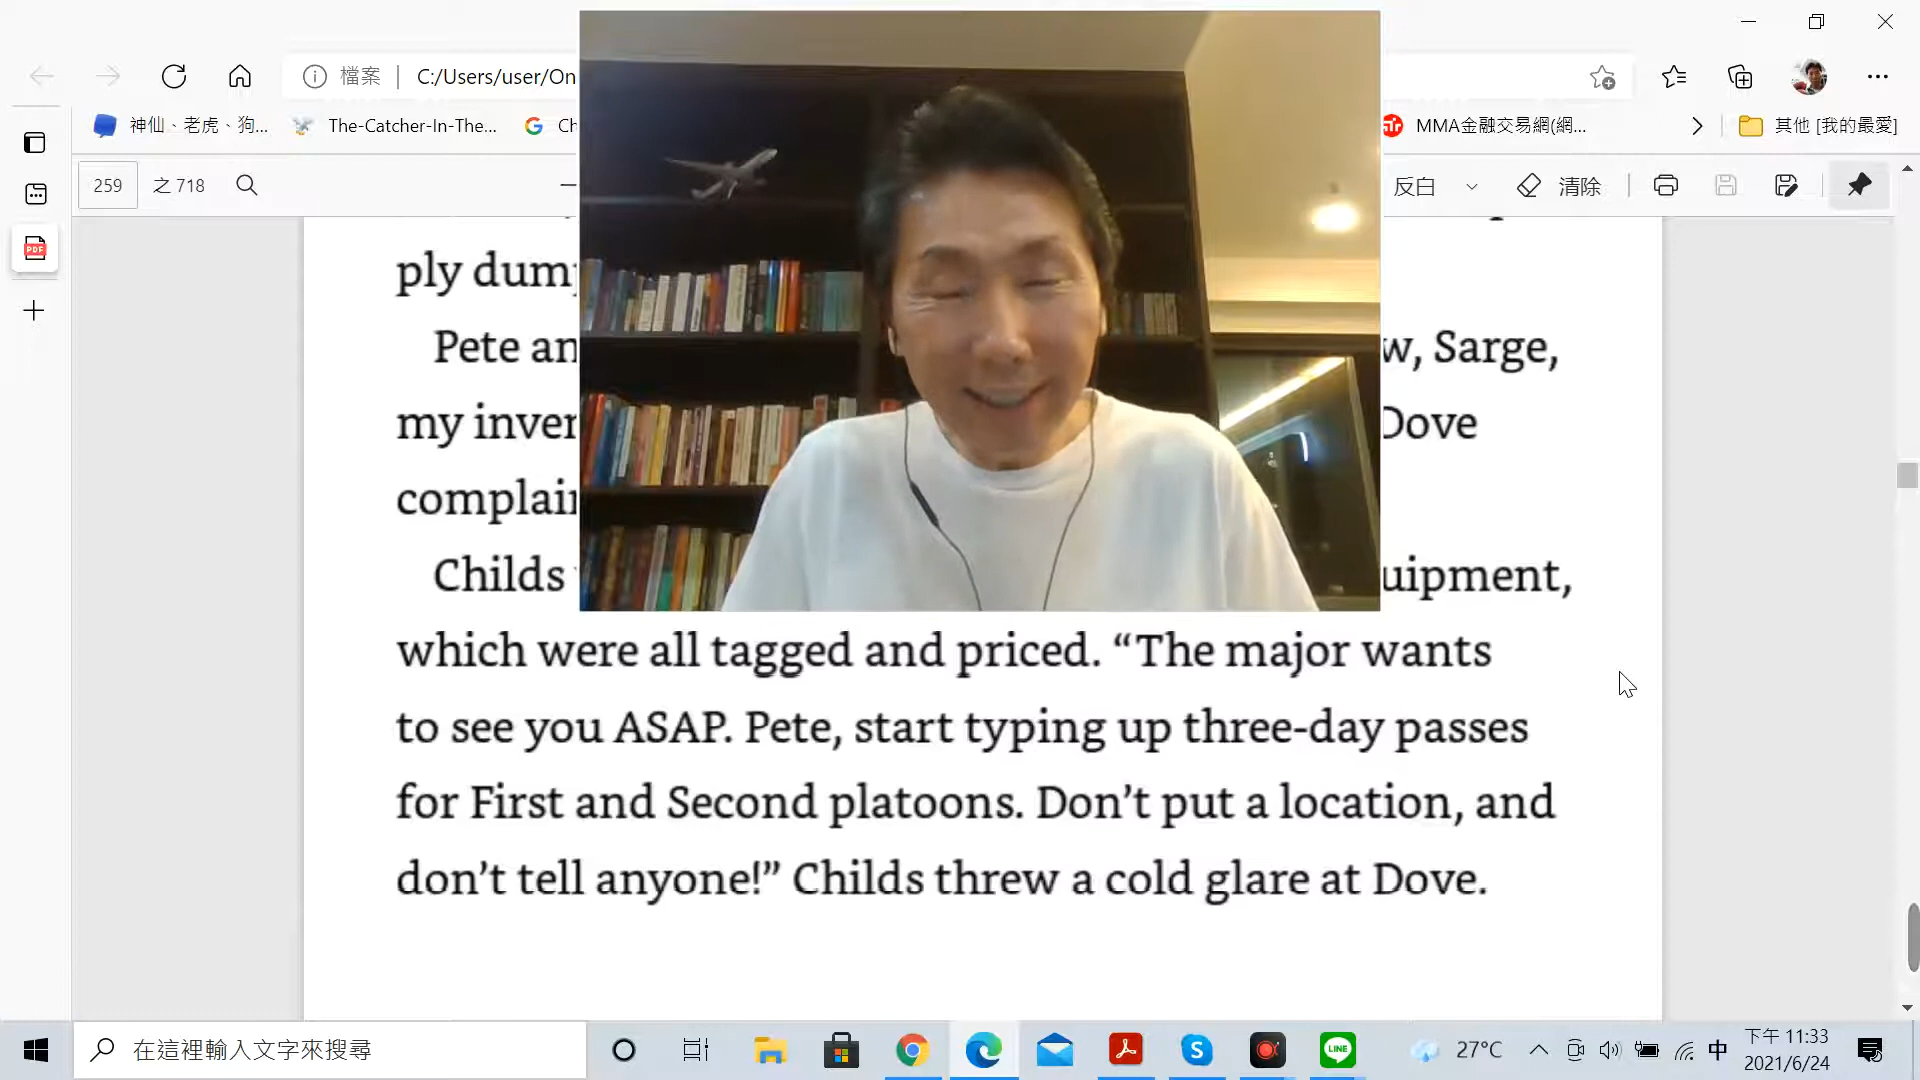 檔案 | C:/Users/user/On
神仙、老虎、狗... The-Catcher-In-The... MMA金融交易網(網... 其他 [我的最愛]
259 之 718 反白 清除
Pete an w, Sarge,
my inven Dove
complain
Childs uipment,
which were all tagged and priced. “The major wants
to see you ASAP. Pete, start typing up three-day passes
for First and Second platoons. Don’t put a location, and
don’t tell anyone!” Childs threw a cold glare at Dove.
在這裡輸入文字來搜尋 27°C 中 下午 11:33
2021/6/24